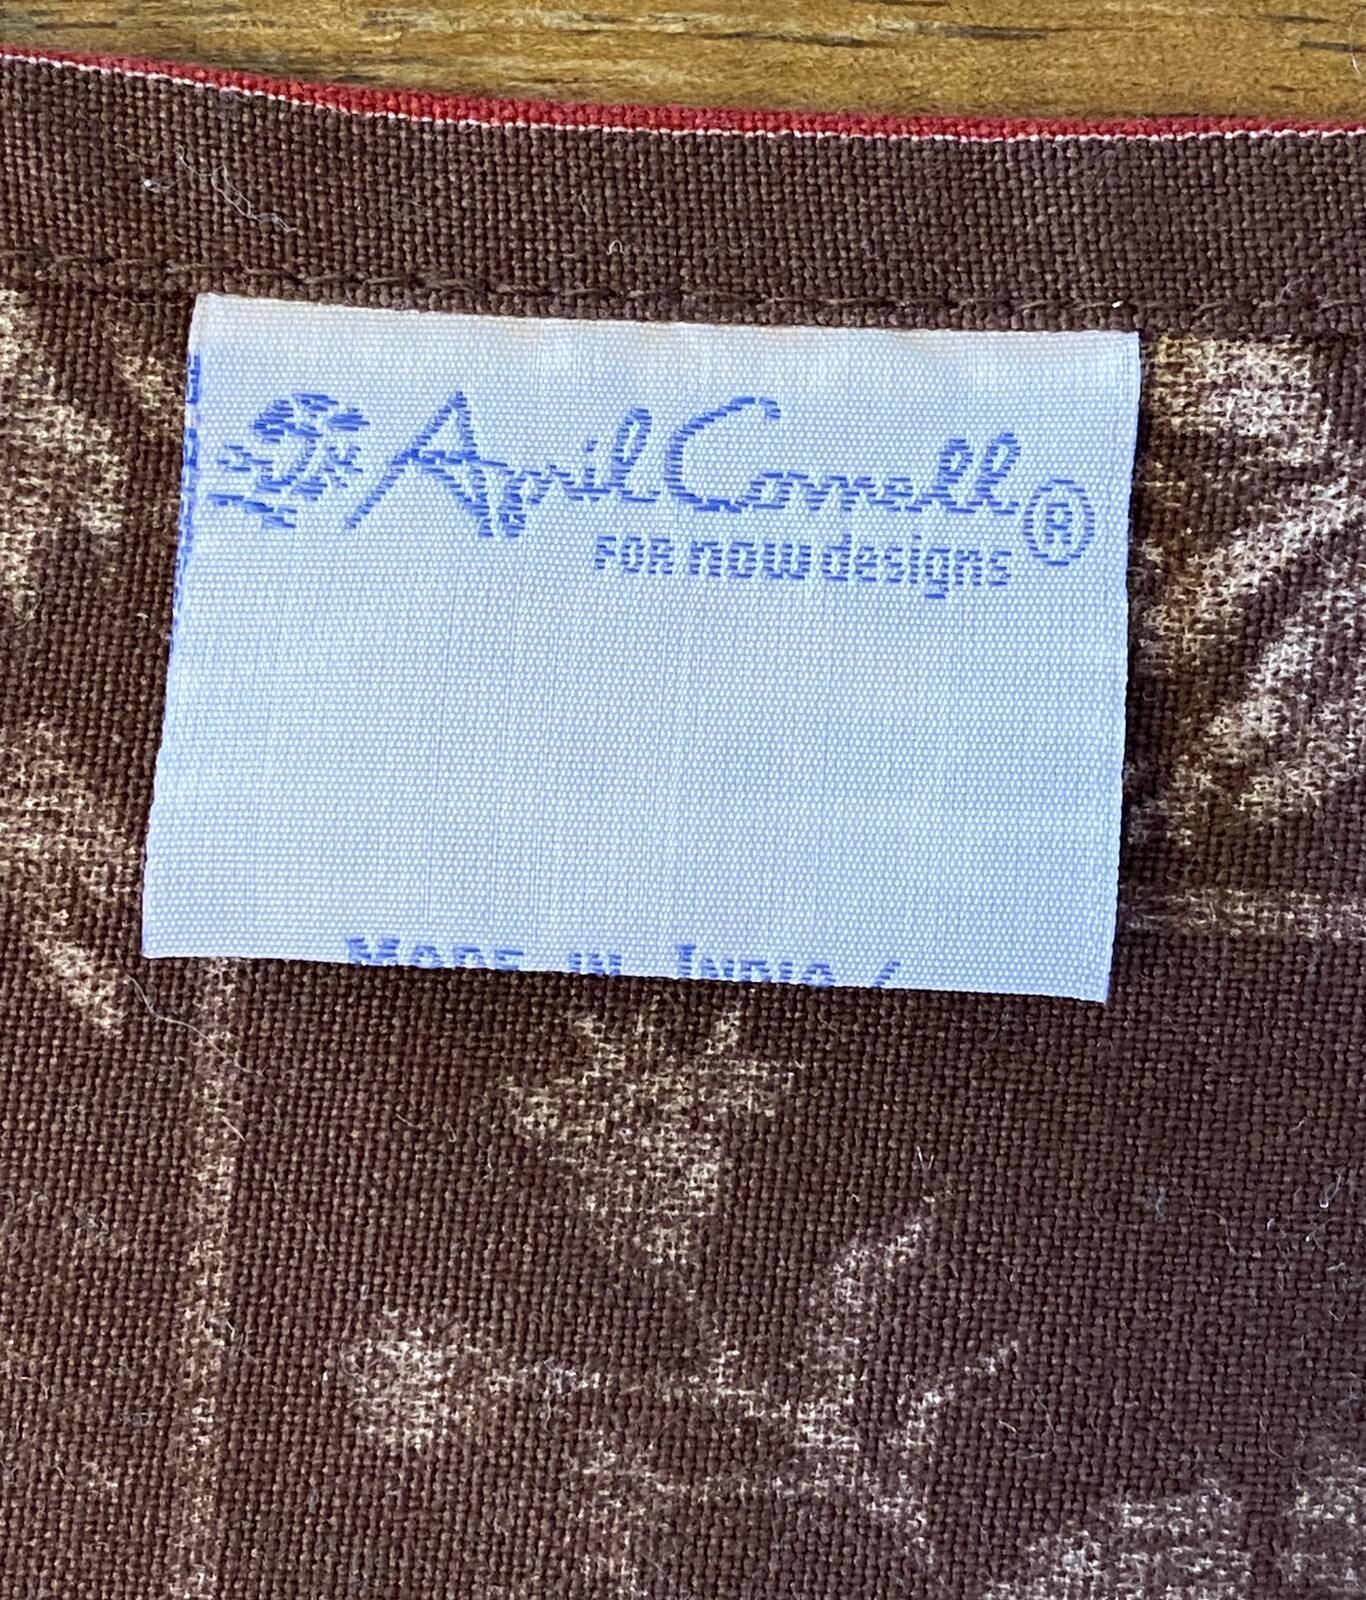 April Cornell®
FOR now designs
MADE IN INDIA /